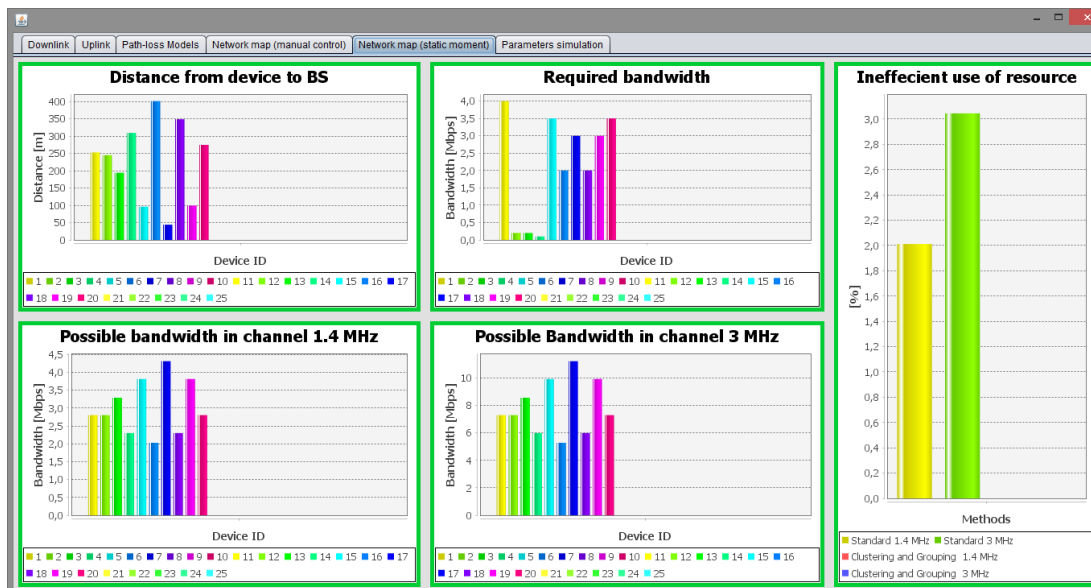 Downlink Uplink Path-loss Models Network map (manual control) Network map (static moment) Parameters simulation
Distance from device to BS
Distance [m]
400
350
300
250
200
150
100
50
0
Device ID
1 2 3 4 5 6 7 8 9 10 11 12 13 14 15 16 17
18 19 20 21 22 23 24 25
Required bandwidth
Bandwidth [Mbps]
4,0
3,5
3,0
2,5
2,0
1,5
1,0
0,5
0,0
Device ID
1 2 3 4 5 6 7 8 9 10 11 12 13 14 15 16
17 18 19 20 21 22 23 24 25
Possible bandwidth in channel 1.4 MHz
Bandwidth [Mbps]
4,5
4,0
3,5
3,0
2,5
2,0
1,5
1,0
0,5
0,0
Device ID
1 2 3 4 5 6 7 8 9 10 11 12 13 14 15 16 17
18 19 20 21 22 23 24 25
Possible Bandwidth in channel 3 MHz
Bandwidth [Mbps]
10
8
6
4
2
0
Device ID
1 2 3 4 5 6 7 8 9 10 11 12 13 14 15 16
17 18 19 20 21 22 23 24 25
Ineffecient use of resource
[%]
3,0
2,8
2,6
2,4
2,2
2,0
1,8
1,6
1,4
1,2
1,0
0,8
0,6
0,4
0,2
0,0
Methods
Standard 1.4 MHz Standard 3 MHz
Clustering and Grouping 1.4 MHz
Clustering and Grouping 3 MHz